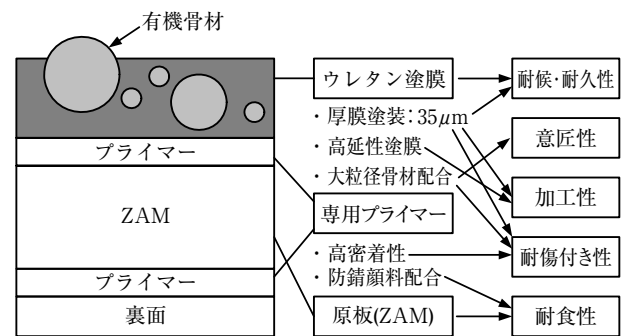 有機骨材
プライマー
ZAM
プライマー
裏面
ウレタン塗膜
・厚膜塗装：35μm
・高延性塗膜
・大粒径骨材配合
専用プライマー
・高密着性
・防錆顔料配合
原板(ZAM)
耐候・耐久性
意匠性
加工性
耐傷付き性
耐食性